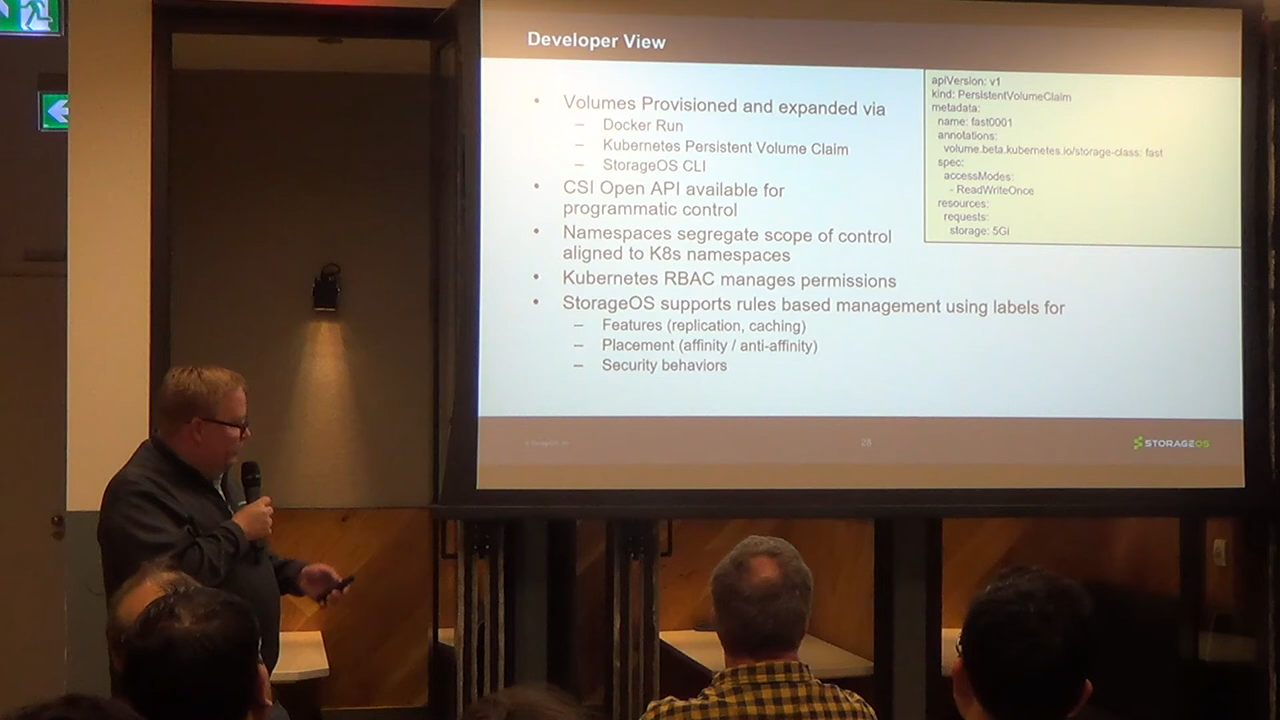 Developer View
• Volumes Provisioned and expanded via
– Docker Run
– Kubernetes Persistent Volume Claim
– StorageOS CLI
• CSI Open API available for
programmatic control
• Namespaces segregate scope of control
aligned to K8s namespaces
• Kubernetes RBAC manages permissions
• StorageOS supports rules based management using labels for
– Features (replication, caching)
– Placement (affinity / anti-affinity)
– Security behaviors
apiVersion: v1
kind: PersistentVolumeClaim
metadata:
name: fast0001
annotations:
volume.beta.kubernetes.io/storage-class: fast
spec:
accessModes:
- ReadWriteOnce
resources:
requests:
storage: 5Gi
28
STORAGEOS